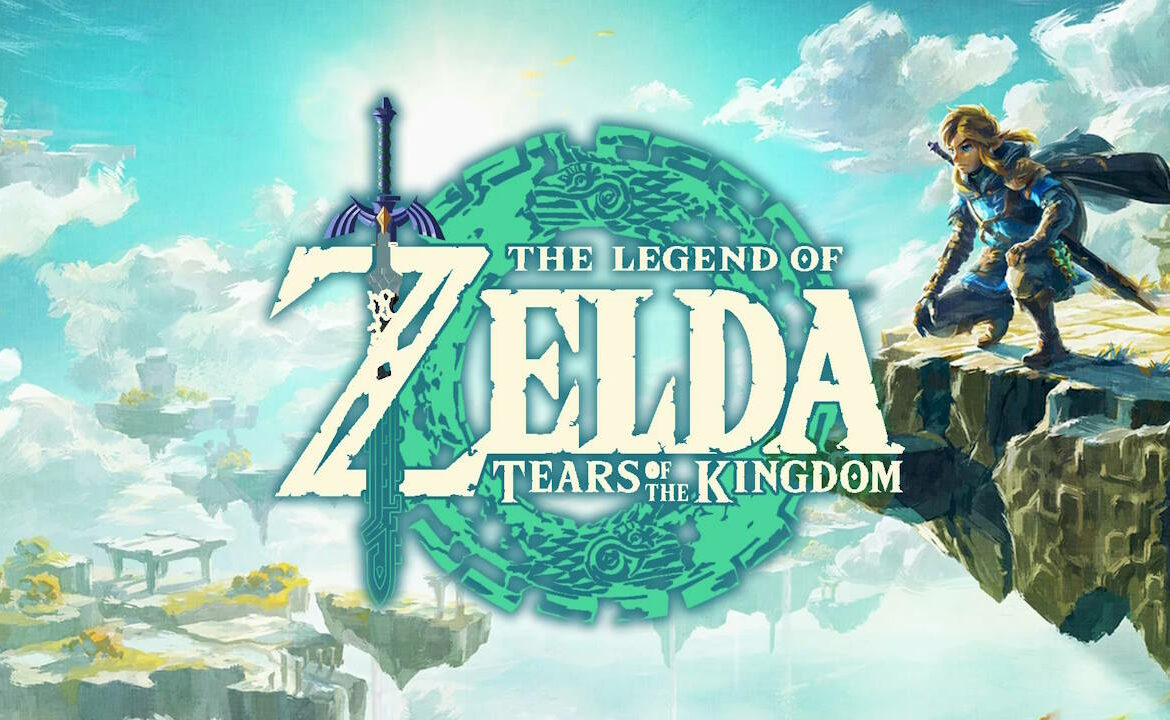 THE LEGEND OF
ZELDA
TEARS OF THE KINGDOM